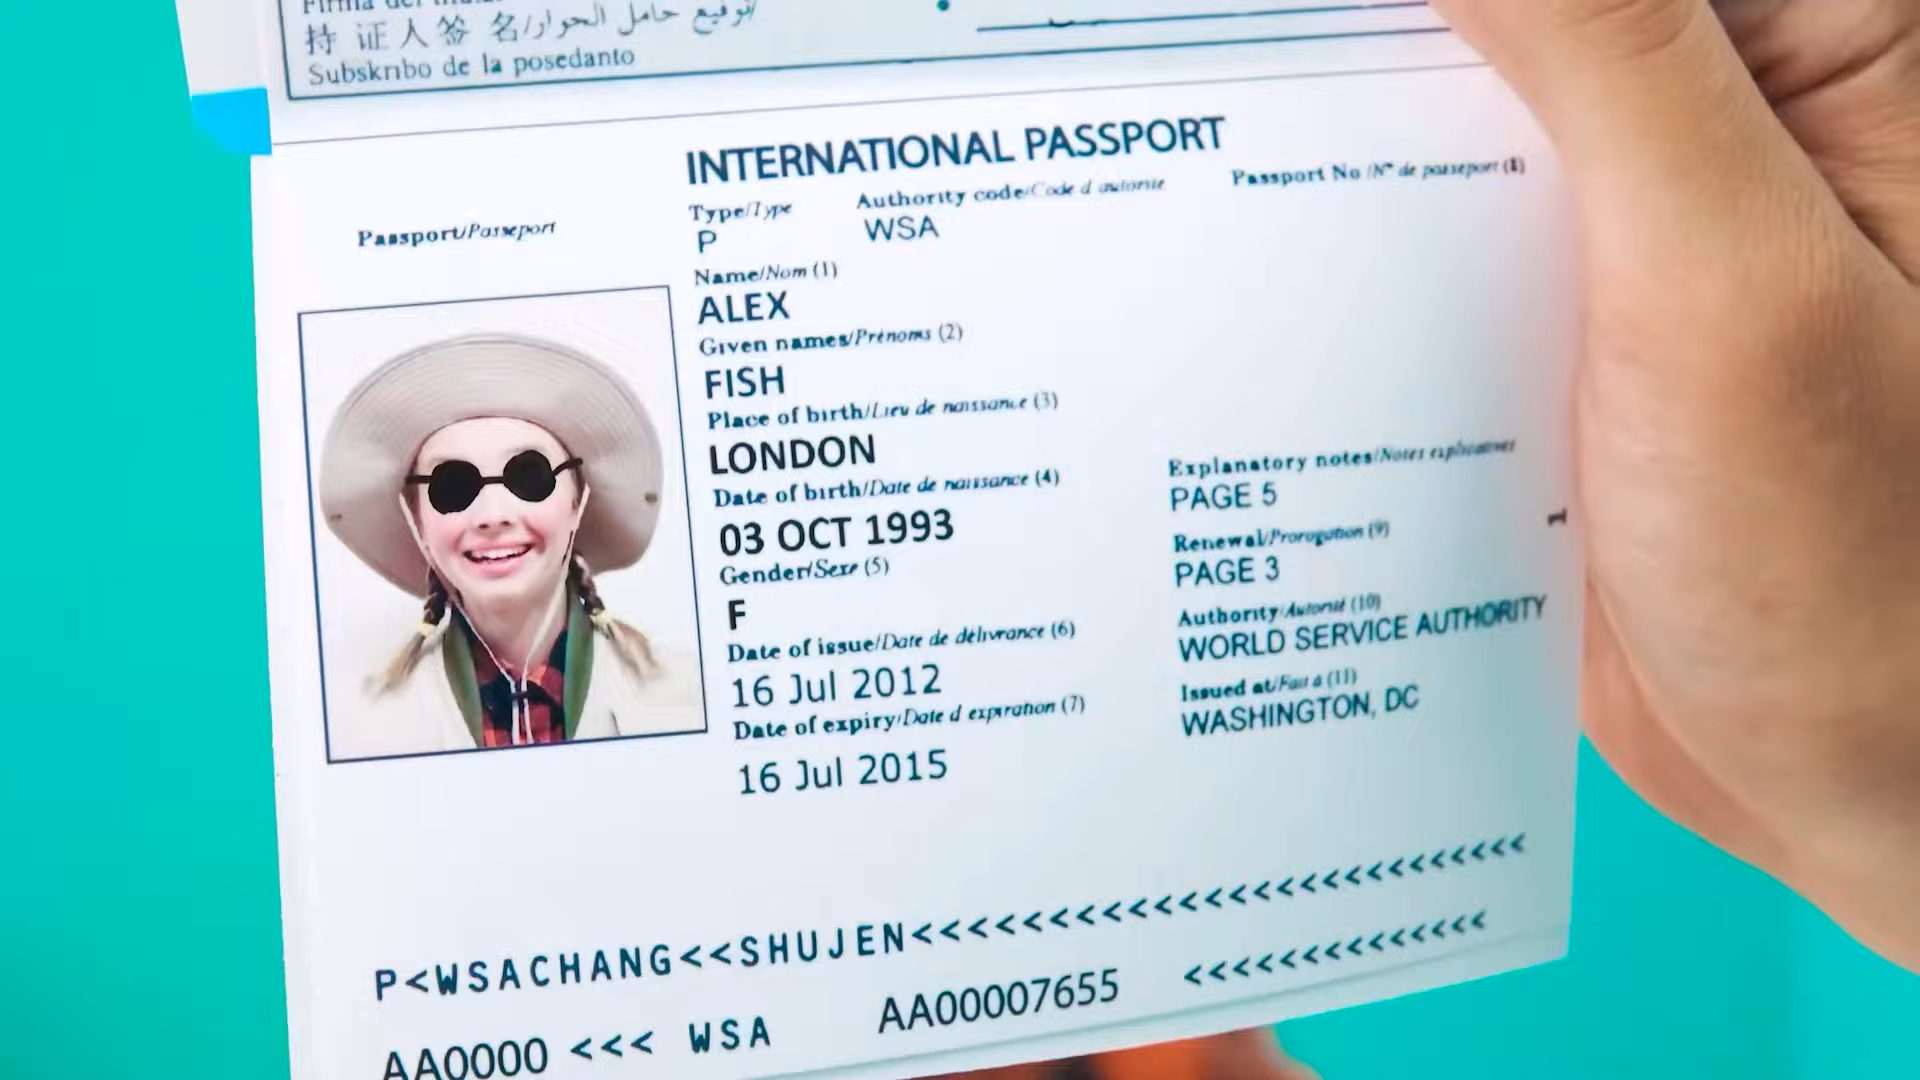 持证人签名/توقيع حامل الجواز
Subskribo de la posedanto
INTERNATIONAL PASSPORT
Passport/Passeport
Type/Type
Authority code/Code d autorite
Passport No /N° de passeport (8)
P
WSA
Name/Nom (1)
ALEX
Given names/Prénoms (2)
FISH
Place of birth/Lieu de naissance (3)
LONDON
Date of birth/Date de naissance (4)
03 OCT 1993
Gender/Sexe (5)
F
Date of issue/Date de délivrance (6)
16 Jul 2012
Date of expiry/Date d expiration (7)
16 Jul 2015
Explanatory notes/Notes explicatives
PAGE 5
Renewal/Prorogation (9)
PAGE 3
Authority/Autorité (10)
WORLD SERVICE AUTHORITY
Issued at/Fait à (11)
WASHINGTON, DC
1
P<WSACHANG<<SHUJEN<<<<<<<<<<<<<<<<<<<<<<<<
AA0000 <<< WSA AA00007655 <<<<<<<<<<<<<